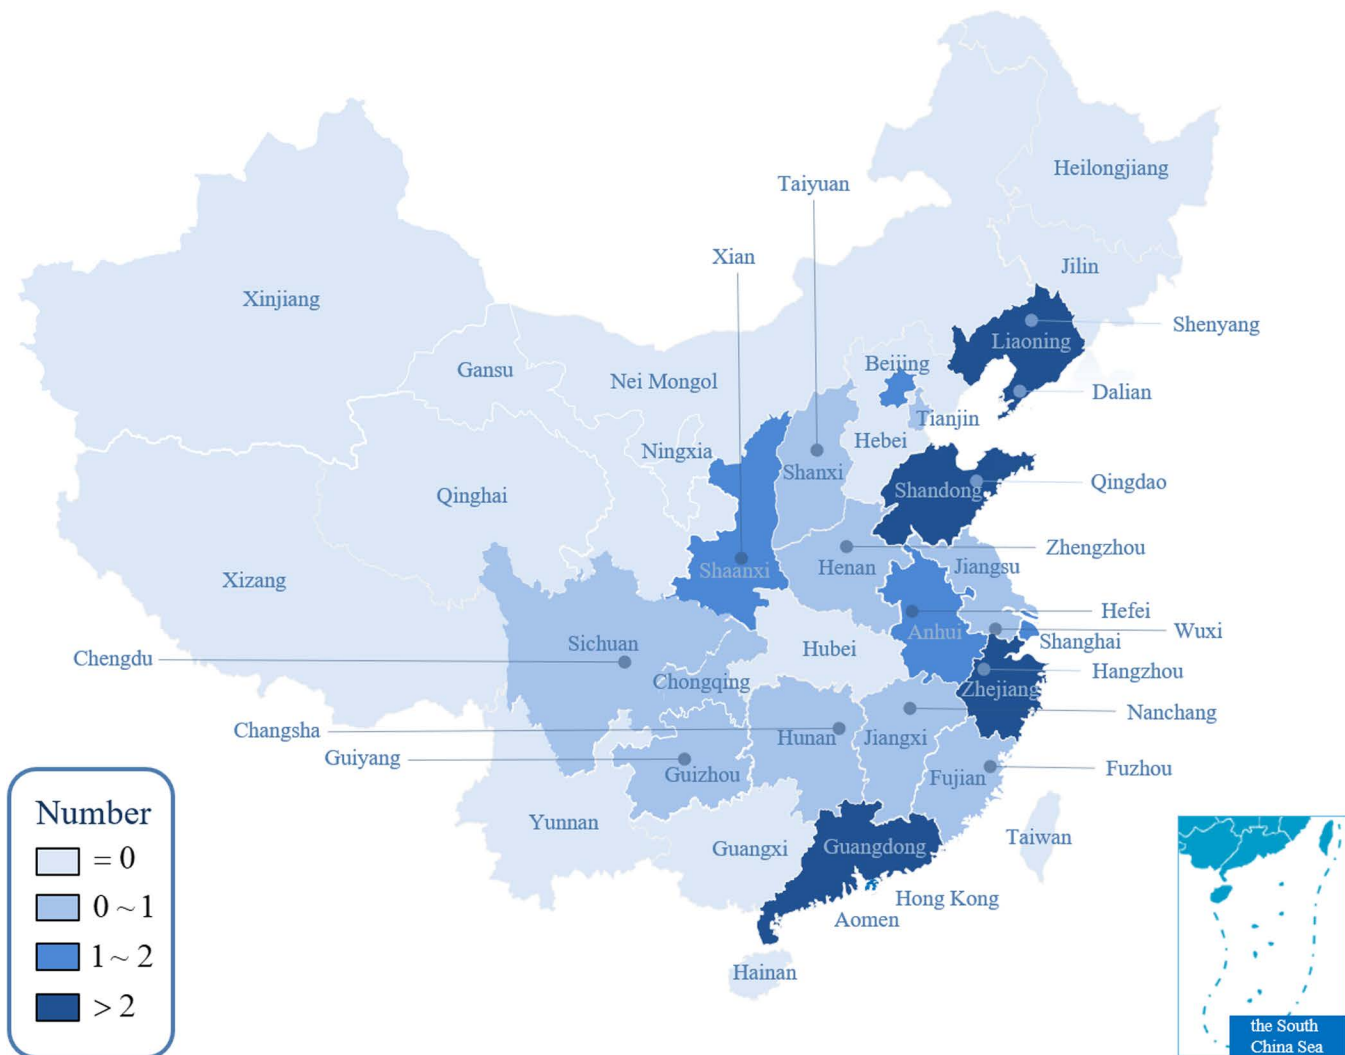 Heilongjiang
Taiyuan
Xian
Jilin
Xinjiang
Shenyang
Liaoning
Beijing
Gansu
Nei Mongol
Dalian
Tianjin
Hebei
Ningxia
Shanxi
Qingdao
Shandong
Qinghai
Zhengzhou
Henan
Jiangsu
Shaanxi
Xizang
Hefei
Anhui
Wuxi
Shanghai
Sichuan
Hubei
Chengdu
Hangzhou
Chongqing
Zhejiang
Nanchang
Changsha
Hunan
Jiangxi
Guiyang
Guizhou
Fujian
Fuzhou
Yunnan
Guangxi
Guangdong
Taiwan
Hong Kong
Aomen
Hainan
Number
= 0
0 ~ 1
1 ~ 2
> 2
the South
China Sea